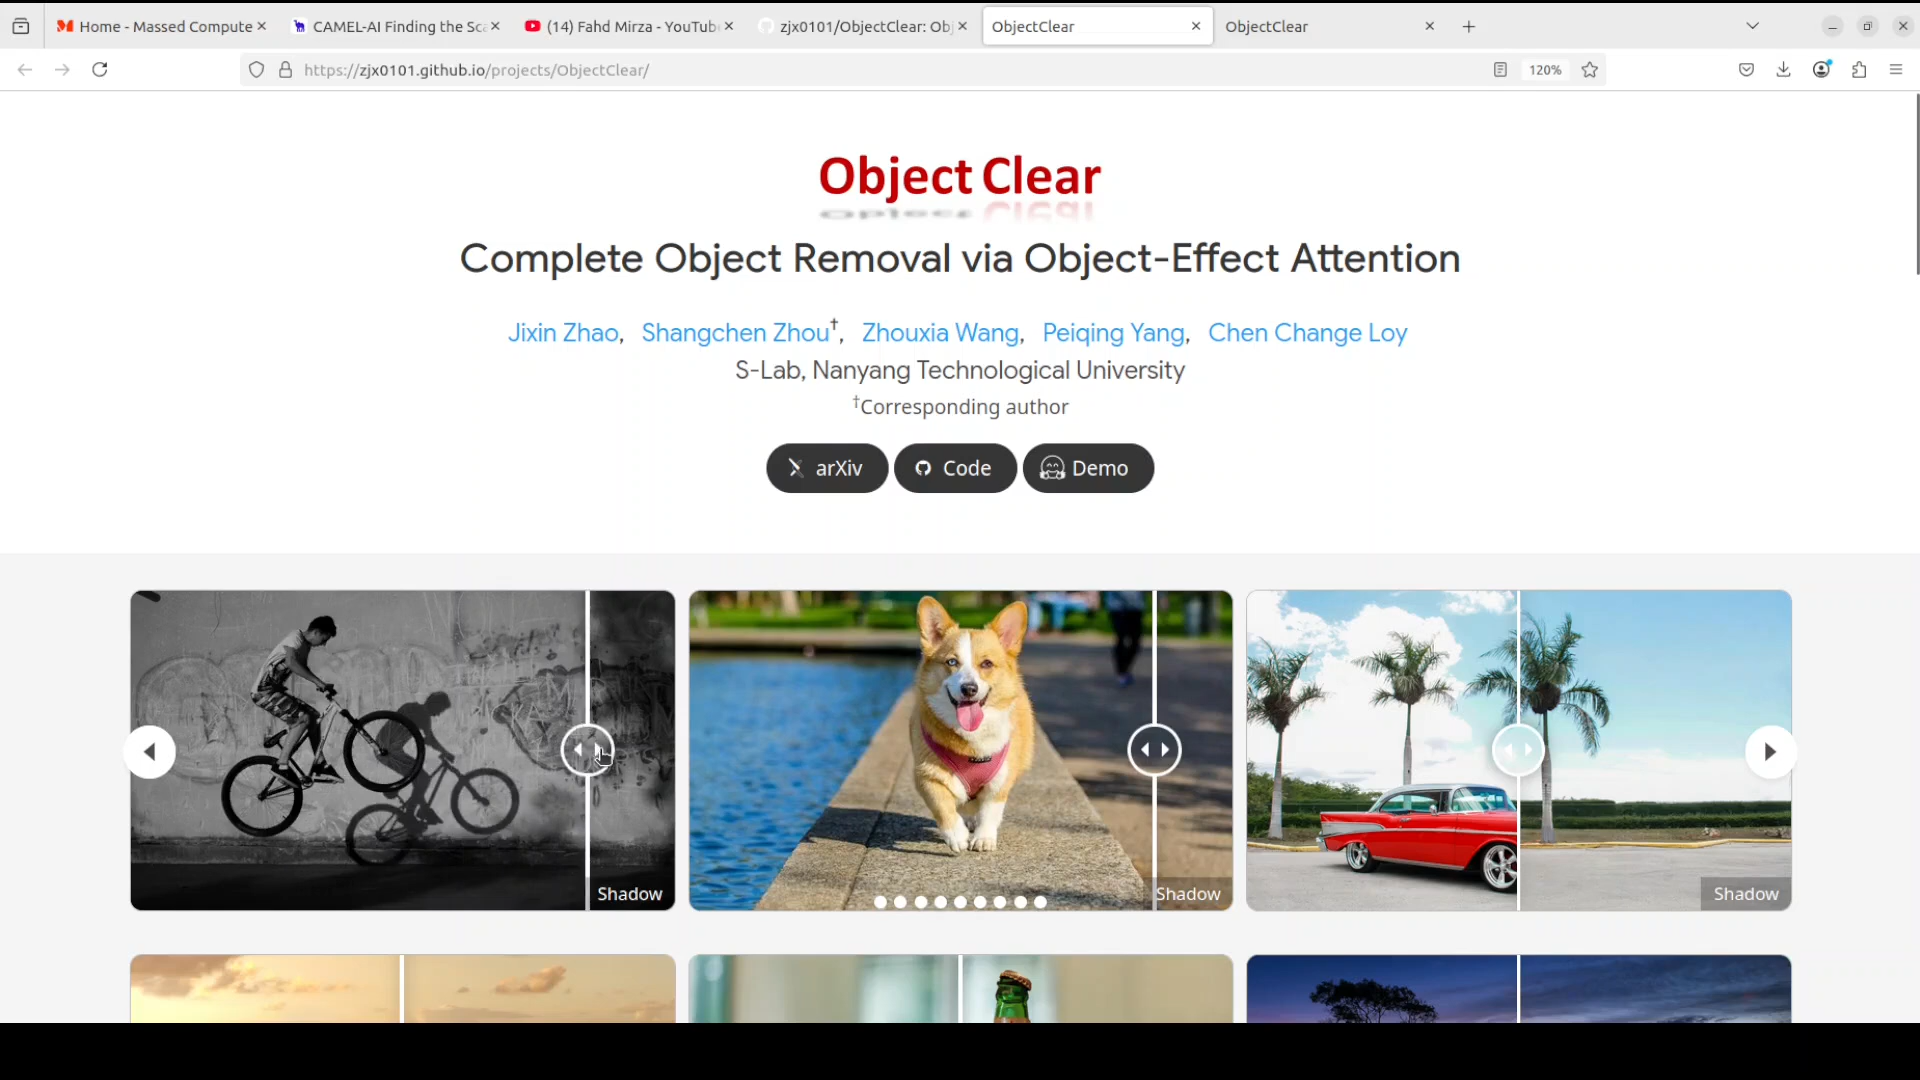 Home - Massed Compute
CAMEL-AI Finding the Sca
(14) Fahd Mirza - YouTub
zjx0101/ObjectClear: Obj
ObjectClear
ObjectClear
https://zjx0101.github.io/projects/ObjectClear/
120%
Object Clear
Complete Object Removal via Object-Effect Attention
Jixin Zhao, Shangchen Zhou†, Zhouxia Wang, Peiqing Yang, Chen Change Loy
S-Lab, Nanyang Technological University
†Corresponding author
arXiv Code Demo
Shadow
Shadow
Shadow